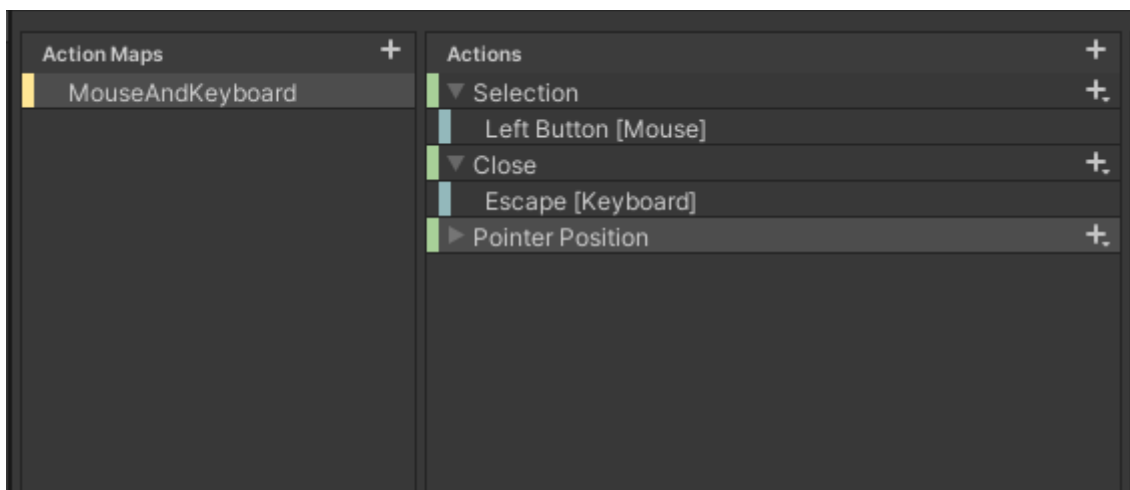 Action Maps
MouseAndKeyboard
Actions
Selection
Left Button [Mouse]
Close
Escape [Keyboard]
Pointer Position